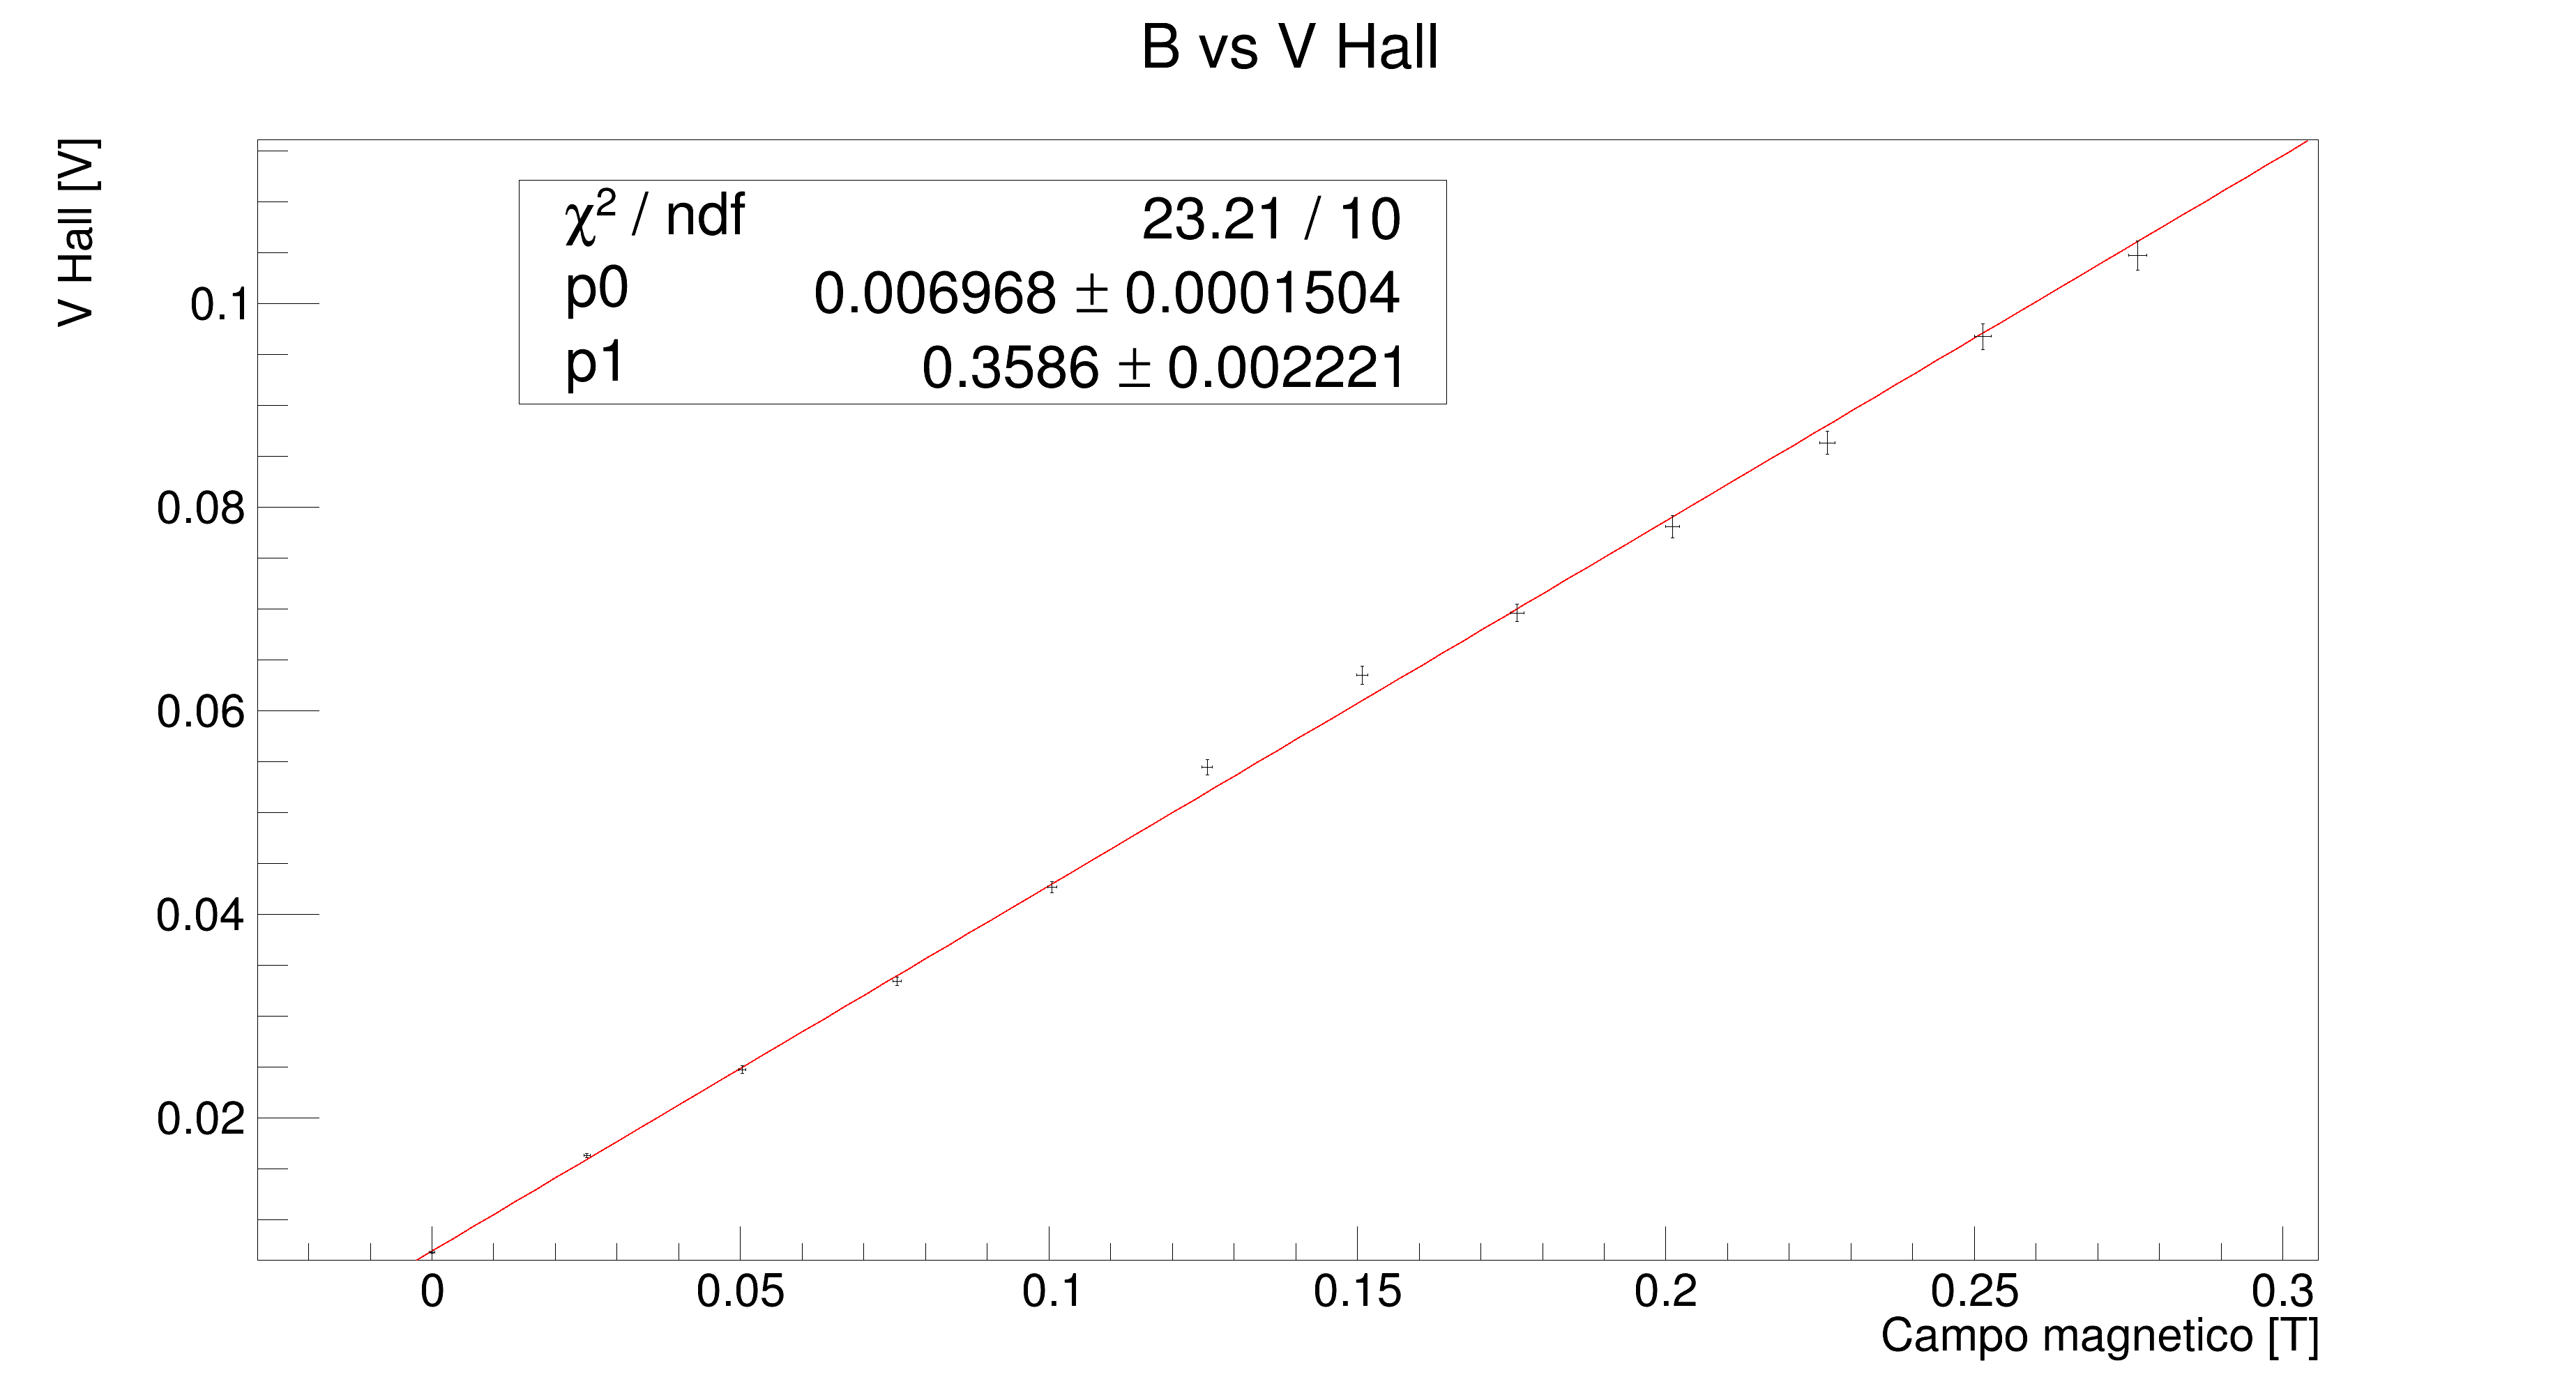 B vs V Hall
V Hall [V]
χ² / ndf 23.21 / 10
p0 0.006968 ± 0.0001504
p1 0.3586 ± 0.002221
0.1
0.08
0.06
0.04
0.02
0 0.05 0.1 0.15 0.2 0.25 0.3
Campo magnetico [T]